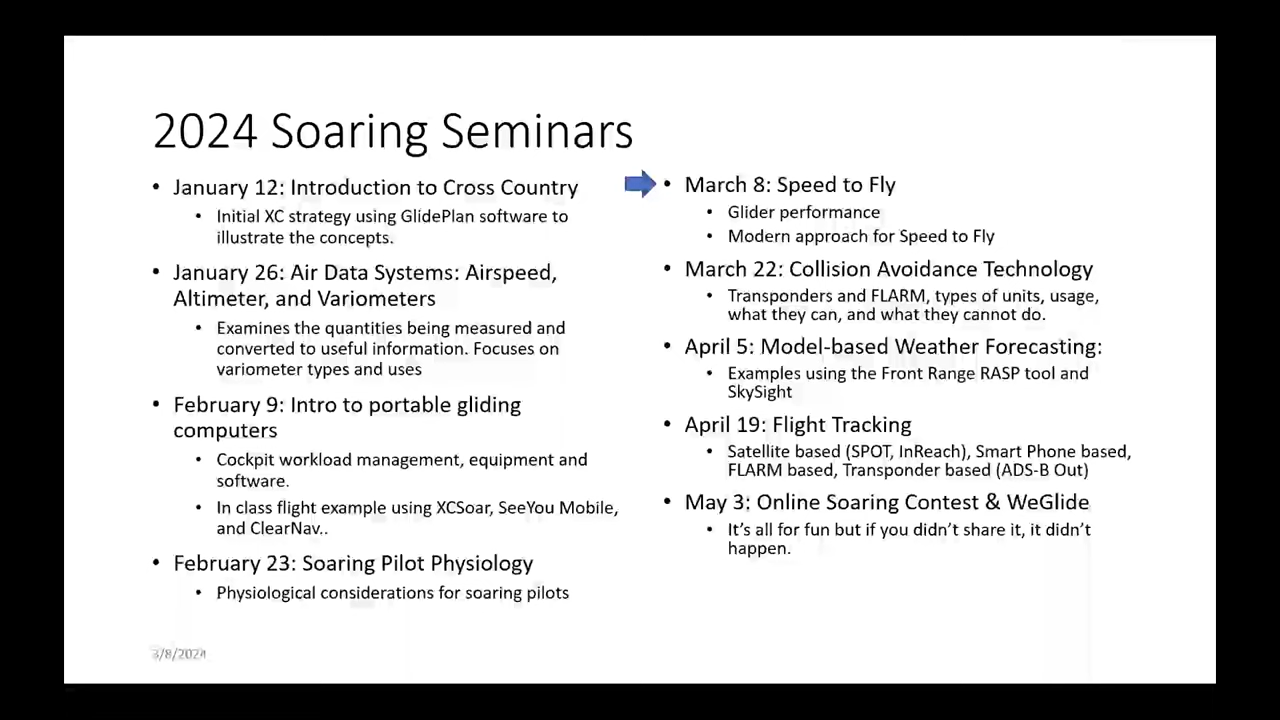 2024 Soaring Seminars
• January 12: Introduction to Cross Country
• Initial XC strategy using GlidePlan software to
illustrate the concepts.
• January 26: Air Data Systems: Airspeed,
Altimeter, and Variometers
• Examines the quantities being measured and
converted to useful information. Focuses on
variometer types and uses
• February 9: Intro to portable gliding
computers
• Cockpit workload management, equipment and
software.
• In class flight example using XCSoar, SeeYou Mobile,
and ClearNav..
• February 23: Soaring Pilot Physiology
• Physiological considerations for soaring pilots
• March 8: Speed to Fly
• Glider performance
• Modern approach for Speed to Fly
• March 22: Collision Avoidance Technology
• Transponders and FLARM, types of units, usage,
what they can, and what they cannot do.
• April 5: Model-based Weather Forecasting:
• Examples using the Front Range RASP tool and
SkySight
• April 19: Flight Tracking
• Satellite based (SPOT, InReach), Smart Phone based,
FLARM based, Transponder based (ADS-B Out)
• May 3: Online Soaring Contest & WeGlide
• It’s all for fun but if you didn’t share it, it didn’t
happen.
3/8/2024